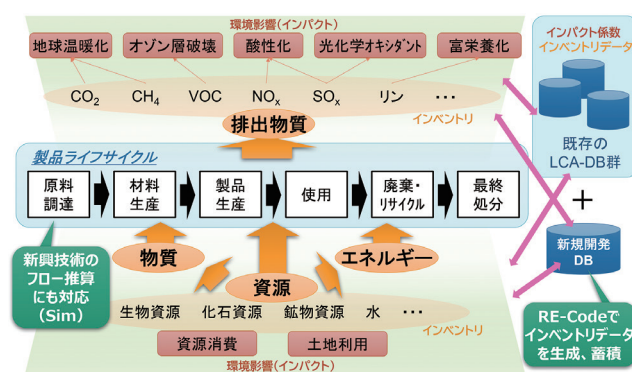 環境影響(インパクト)
地球温暖化
オゾン層破壊
酸性化
光化学オキシダント
富栄養化
CO2
CH4
VOC
NOx
SOx
リン
…
インベントリ
排出物質
製品ライフサイクル
原料
調達
材料
生産
製品
生産
使用
廃棄・
リサイクル
最終
処分
新興技術の
フロー推算
にも対応
(Sim)
物質
資源
エネルギー
生物資源
化石資源
鉱物資源
水
…
インベントリ
資源消費
土地利用
環境影響(インパクト)
インパクト係数
インベントリデータ
既存の
LCA-DB群
+
新規開発
DB
RE-Codeで
インベントリデータ
を生成、蓄積